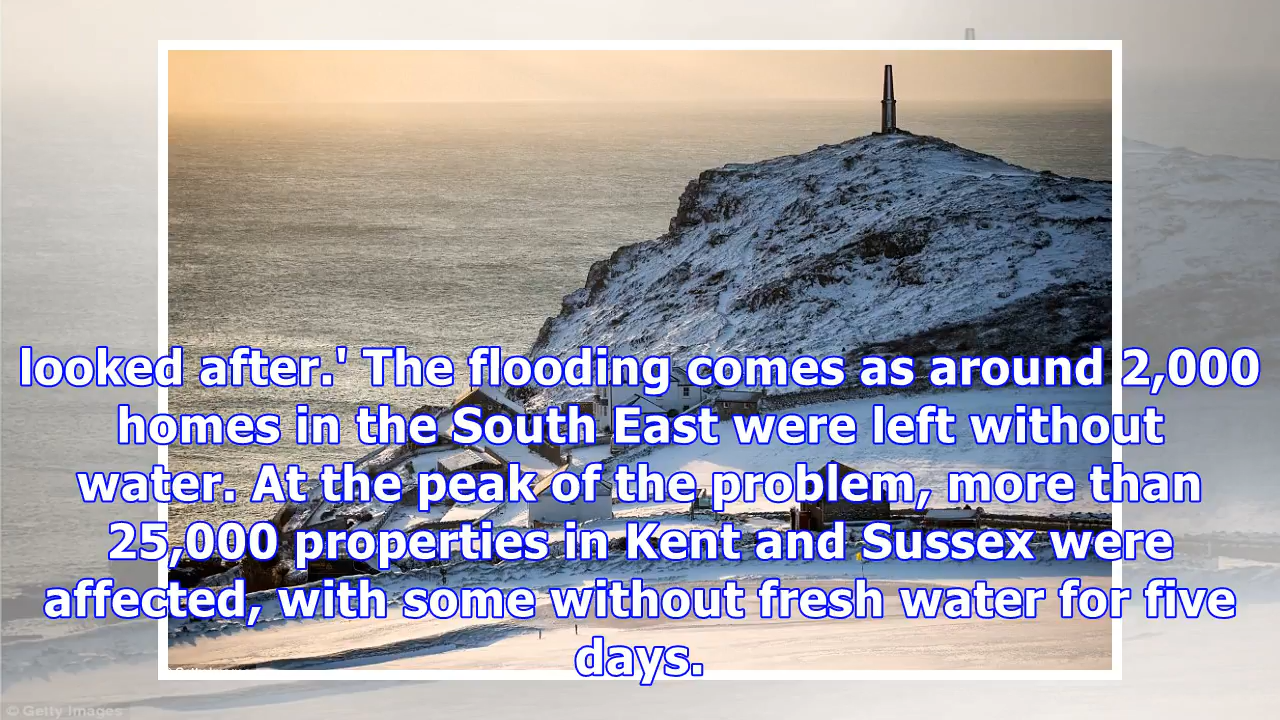 looked after.' The flooding comes as around 2,000
homes in the South East were left without
water. At the peak of the problem, more than
25,000 properties in Kent and Sussex were
affected, with some without fresh water for five
days.
© Getty Images